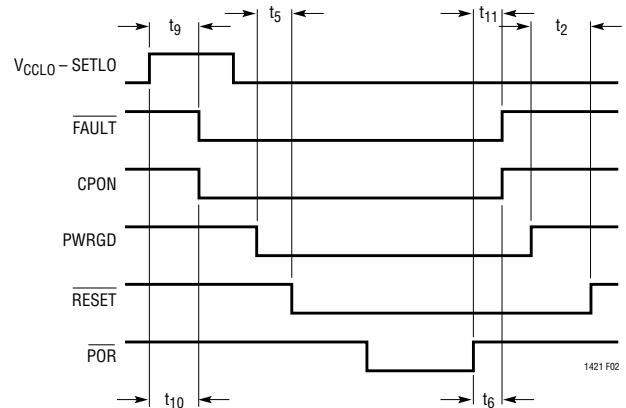 t9 t5 t11 t2
VCCLO – SETLO
FAULT
CPON
PWRGD
RESET
POR
1421 F02
t10 t6